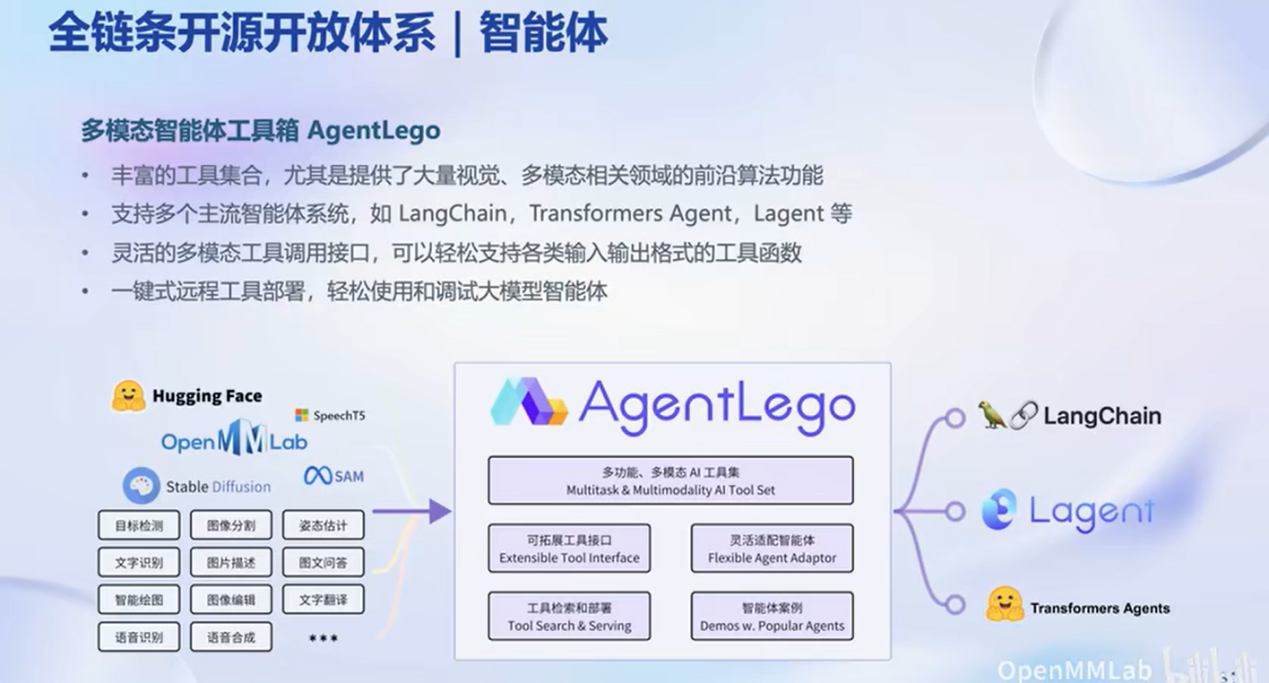 全链条开源开放体系 | 智能体
多模态智能体工具箱 AgentLego
• 丰富的工具集合，尤其是提供了大量视觉、多模态相关领域的前沿算法功能
• 支持多个主流智能体系统，如 LangChain，Transformers Agent，Lagent 等
• 灵活的多模态工具调用接口，可以轻松支持各类输入输出格式的工具函数
• 一键式远程工具部署，轻松使用和调试大模型智能体
Hugging Face
SpeechT5
OpenMMLab
Stable Diffusion
SAM
目标检测 图像分割 姿态估计
文字识别 图片描述 图文问答
智能绘图 图像编辑 文字翻译
语音识别 语音合成 •••
AgentLego
多功能、多模态 AI 工具集
Multitask & Multimodality AI Tool Set
可拓展工具接口
Extensible Tool Interface
灵活适配智能体
Flexible Agent Adaptor
工具检索和部署
Tool Search & Serving
智能体案例
Demos w. Popular Agents
LangChain
Lagent
Transformers Agents
OpenMMLab bilibili